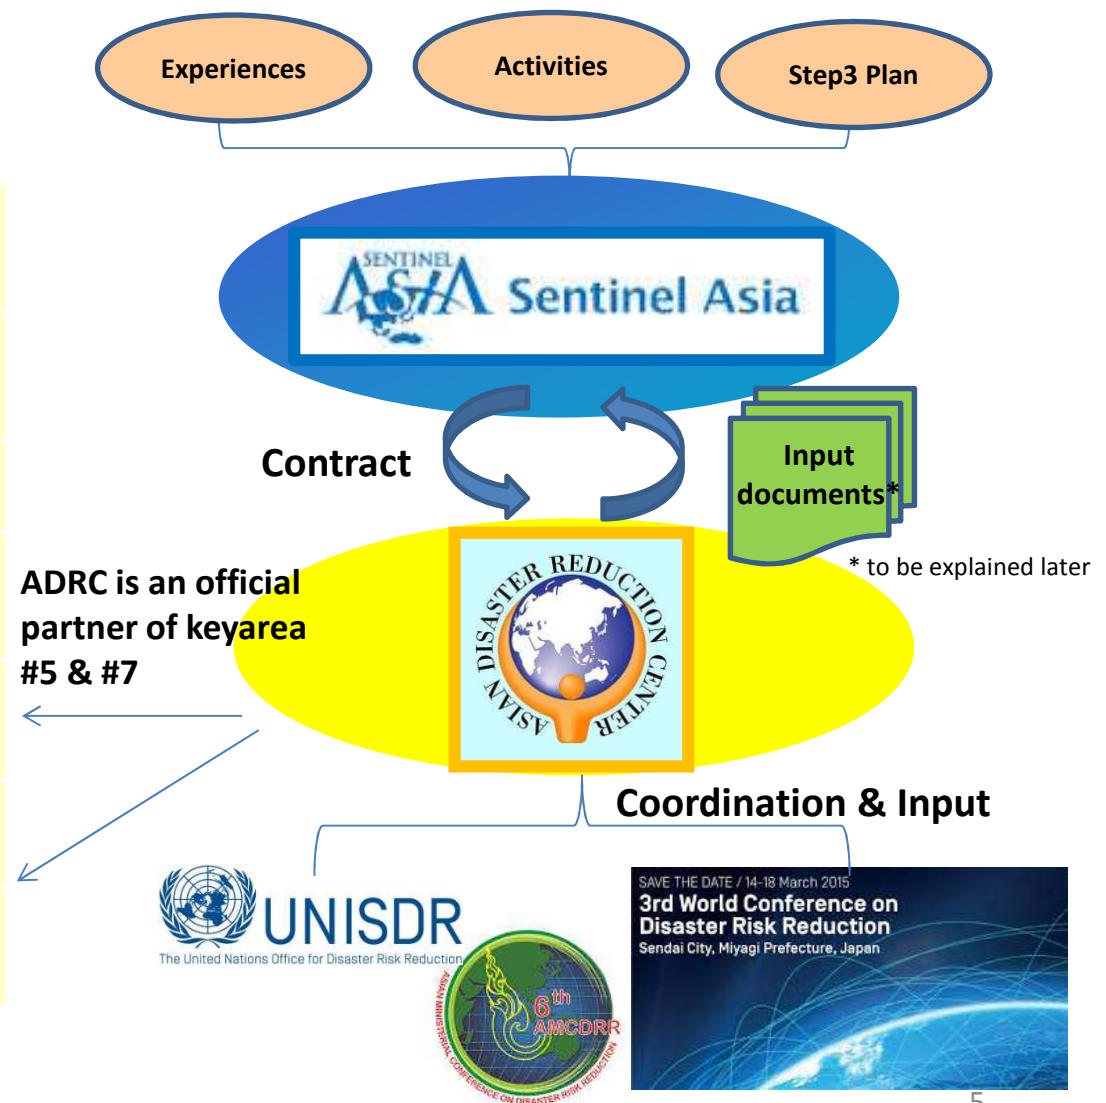 Experiences
Activities
Step3 Plan
SENTINEL
ASIA
Sentinel Asia
Contract
Input
documents*
* to be explained later
ADRC is an official
partner of keyarea
#5 & #7
ASIAN DISASTER REDUCTION CENTER
Coordination & Input
UNISDR
The United Nations Office for Disaster Risk Reduction
6th
AMCDRR
ASIAN MINISTERIAL CONFERENCE ON DISASTER RISK REDUCTION
SAVE THE DATE / 14-18 March 2015
3rd World Conference on
Disaster Risk Reduction
Sendai City, Miyagi Prefecture, Japan
5